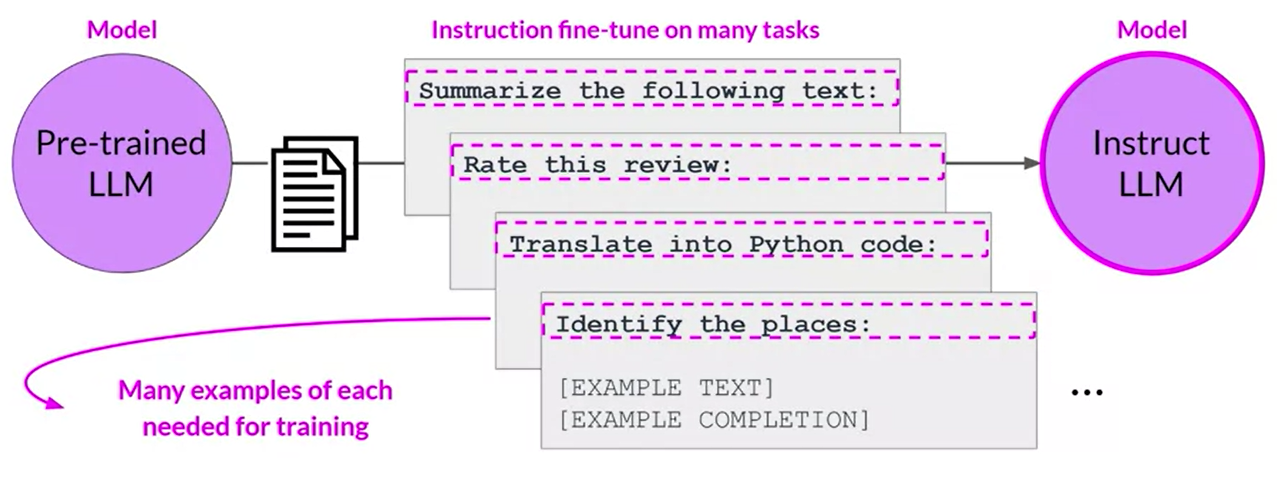 Model
Instruction fine-tune on many tasks
Model
Pre-trained
LLM
Summarize the following text:
Rate this review:
Translate into Python code:
Identify the places:
[EXAMPLE TEXT]
[EXAMPLE COMPLETION]
...
Instruct
LLM
Many examples of each
needed for training